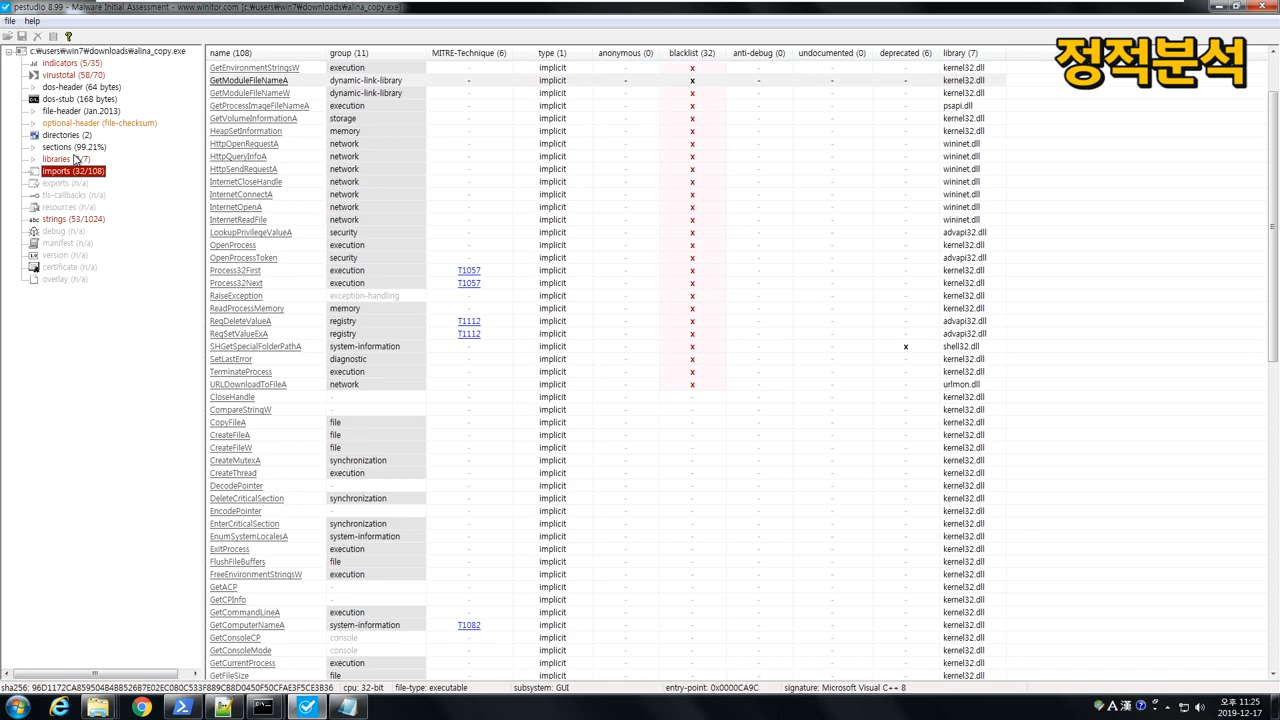 pestudio 8.99 - Malware Initial Assessment - www.winitor.com [c:₩users₩win7₩downloads₩alina_copy.exe]
file help
정적분석
c:₩users₩win7₩downloads₩alina_copy.exe
indicators (5/35)
virustotal (58/70)
dos-header (64 bytes)
dos-stub (168 bytes)
file-header (Jan.2013)
optional-header (file-checksum)
directories (2)
sections (99.21%)
libraries /7)
imports (32/108)
exports (n/a)
tls-callbacks (n/a)
resources (n/a)
abc strings (53/1024)
debug (n/a)
manifest (n/a)
1.0 version (n/a)
certificate (n/a)
overlay (n/a)
name (108) group (11) MITRE-Technique (6) type (1) anonymous (0) blacklist (32) anti-debug (0) undocumented (0) deprecated (6) library (7)
GetEnvironmentStringsW execution - implicit - x - - - kernel32.dll
GetModuleFileNameA dynamic-link-library - implicit - x - - - kernel32.dll
GetModuleFileNameW dynamic-link-library - implicit - x - - - kernel32.dll
GetProcessImageFileNameA execution - implicit - x - - - psapi.dll
GetVolumeInformationA storage - implicit - x - - - kernel32.dll
HeapSetInformation memory - implicit - x - - - kernel32.dll
HttpOpenRequestA network - implicit - x - - - wininet.dll
HttpQueryInfoA network - implicit - x - - - wininet.dll
HttpSendRequestA network - implicit - x - - - wininet.dll
InternetCloseHandle network - implicit - x - - - wininet.dll
InternetConnectA network - implicit - x - - - wininet.dll
InternetOpenA network - implicit - x - - - wininet.dll
InternetReadFile network - implicit - x - - - wininet.dll
LookupPrivilegeValueA security - implicit - x - - - advapi32.dll
OpenProcess execution - implicit - x - - - kernel32.dll
OpenProcessToken security - implicit - x - - - advapi32.dll
Process32First execution T1057 implicit - x - - - kernel32.dll
Process32Next execution T1057 implicit - x - - - kernel32.dll
RaiseException exception-handling - implicit - x - - - kernel32.dll
ReadProcessMemory memory - implicit - x - - - kernel32.dll
RegDeleteValueA registry T1112 implicit - x - - - advapi32.dll
RegSetValueExA registry T1112 implicit - x - - - advapi32.dll
SHGetSpecialFolderPathA system-information - implicit - x - - x shell32.dll
SetLastError diagnostic - implicit - x - - - kernel32.dll
TerminateProcess execution - implicit - x - - - kernel32.dll
URLDownloadToFileA network - implicit - x - - - urlmon.dll
CloseHandle - - implicit - - - - - kernel32.dll
CompareStringW - - implicit - - - - - kernel32.dll
CopyFileA file - implicit - - - - - kernel32.dll
CreateFileA file - implicit - - - - - kernel32.dll
CreateFileW file - implicit - - - - - kernel32.dll
CreateMutexA synchronization - implicit - - - - - kernel32.dll
CreateThread execution - implicit - - - - - kernel32.dll
DecodePointer - - implicit - - - - - kernel32.dll
DeleteCriticalSection synchronization - implicit - - - - - kernel32.dll
EncodePointer - - implicit - - - - - kernel32.dll
EnterCriticalSection synchronization - implicit - - - - - kernel32.dll
EnumSystemLocalesA system-information - implicit - - - - - kernel32.dll
ExitProcess execution - implicit - - - - - kernel32.dll
FlushFileBuffers file - implicit - - - - - kernel32.dll
FreeEnvironmentStringsW execution - implicit - - - - - kernel32.dll
GetACP - - implicit - - - - - kernel32.dll
GetCPInfo - - implicit - - - - - kernel32.dll
GetCommandLineA execution - implicit - - - - - kernel32.dll
GetComputerNameA system-information T1082 implicit - - - - - kernel32.dll
GetConsoleCP console - implicit - - - - - kernel32.dll
GetConsoleMode console - implicit - - - - - kernel32.dll
GetCurrentProcess execution - implicit - - - - - kernel32.dll
GetFileSize file - implicit - - - - - kernel32.dll
sha256: 96D1172CA859504B4BB526B7E02EC0B0C533F889CB8D0450F50CFAE3F5CE3B36 cpu: 32-bit file-type: executable subsystem: GUI entry-point: 0x0000CA9C signature: Microsoft Visual C++ 8
A 漢
오후 11:25
2019-12-17